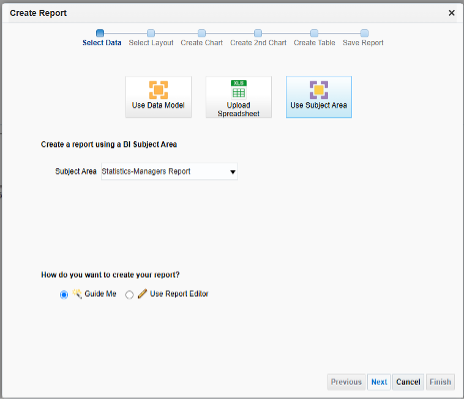 Create Report
Select Data Select Layout Create Chart Create 2nd Chart Create Table Save Report
XLS
Use Data Model Upload Spreadsheet Use Subject Area
Create a report using a BI Subject Area
Subject Area Statistics-Managers Report
How do you want to create your report?
Guide Me Use Report Editor
Previous Next Cancel Finish